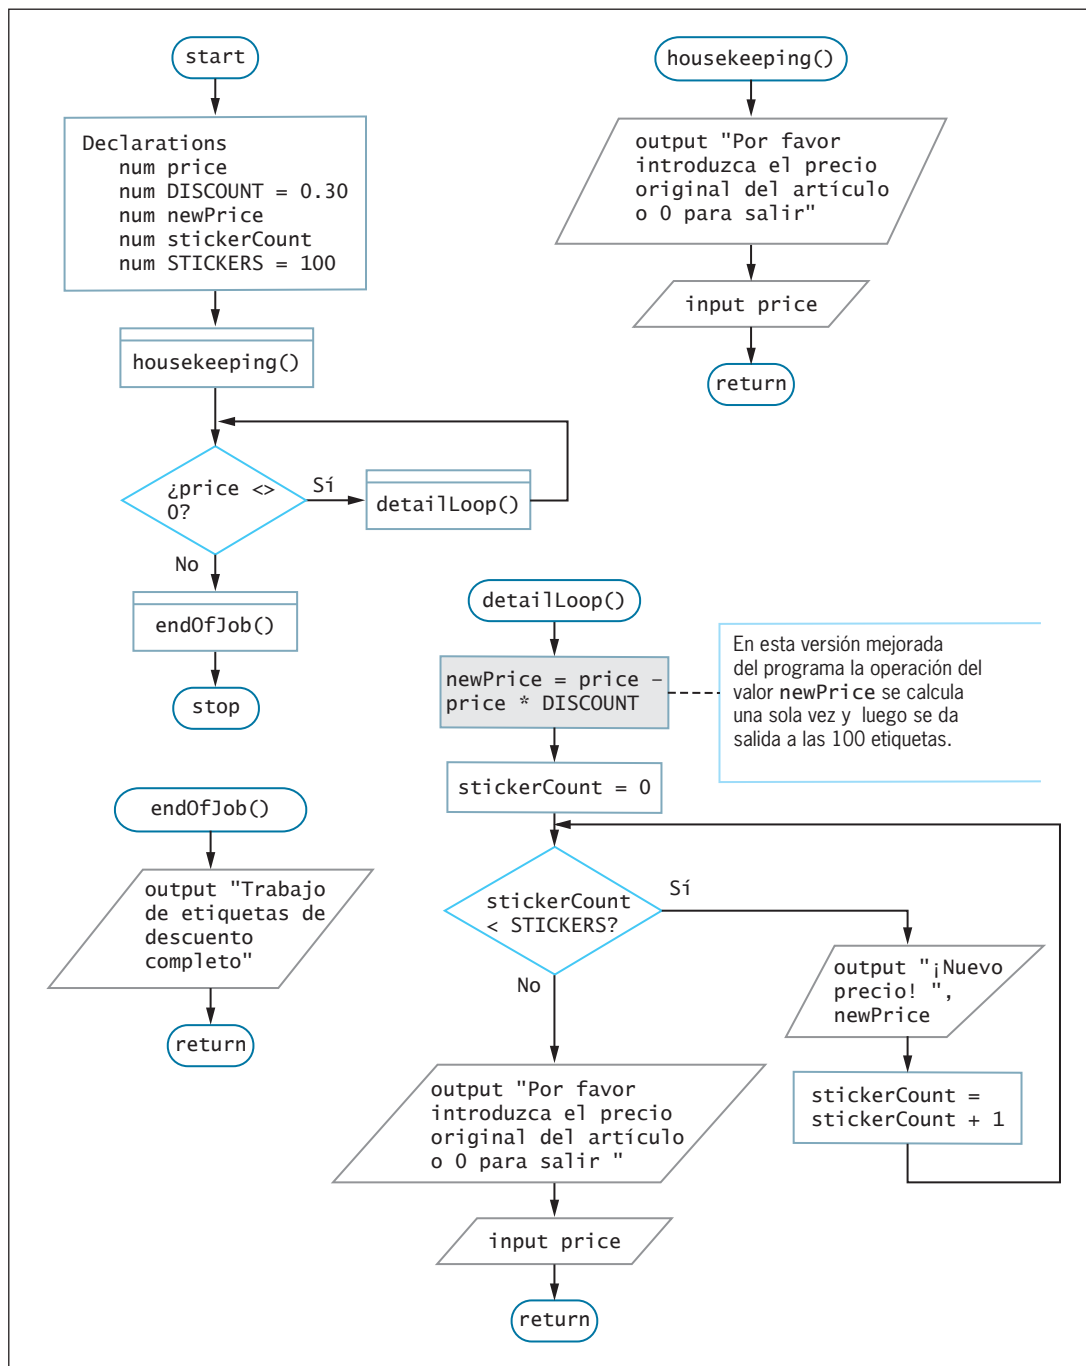 start
Declarations
num price
num DISCOUNT = 0.30
num newPrice
num stickerCount
num STICKERS = 100
housekeeping()
¿price <>
0?
Sí
detailLoop()
No
endOfJob()
stop
housekeeping()
output "Por favor
introduzca el precio
original del artículo
o 0 para salir"
input price
return
endOfJob()
output "Trabajo
de etiquetas de
descuento
completo"
return
detailLoop()
newPrice = price –
price * DISCOUNT
En esta versión mejorada
del programa la operación del
valor newPrice se calcula
una sola vez y luego se da
salida a las 100 etiquetas.
stickerCount = 0
stickerCount
< STICKERS?
Sí
output "¡Nuevo
precio! ",
newPrice
stickerCount =
stickerCount + 1
No
output "Por favor
introduzca el precio
original del artículo
o 0 para salir "
input price
return